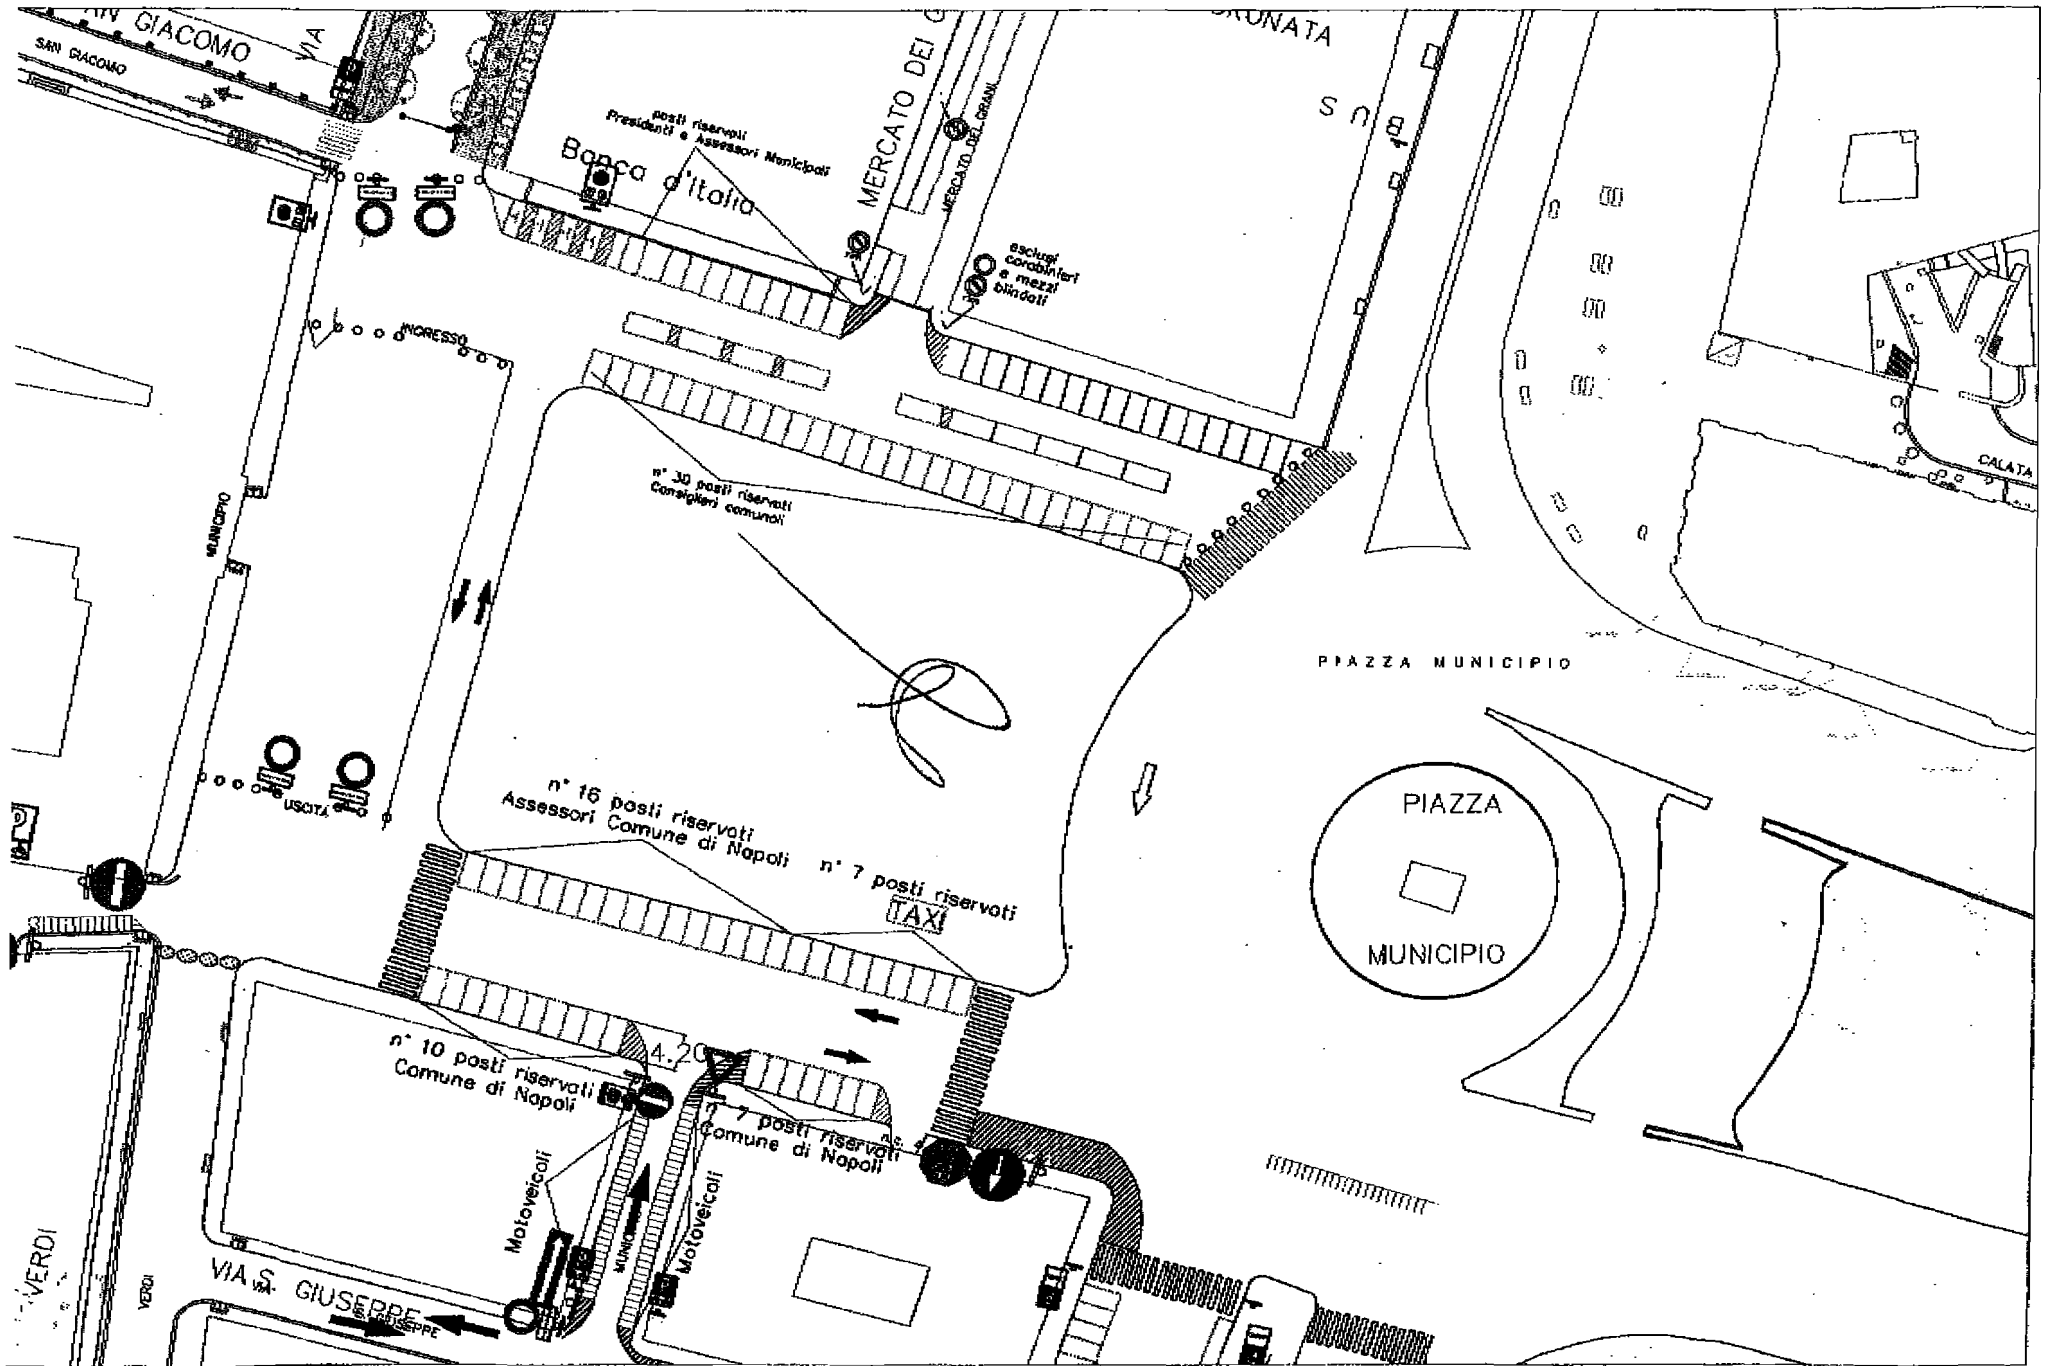 AN GIACOMO
VIA
SAN GIACOMO
posti riservati
Presidenti e Assessori Municipali
Banca d'Italia
MERCATO DEI G
MERCATO DEI GRANI
esclusi
carabinieri
e mezzi
blindati
INGRESSO
n° 30 posti riservati
Consiglieri comunali
MUNICIPIO
CALATA
PIAZZA MUNICIPIO
PIAZZA
MUNICIPIO
USCITA
n° 16 posti riservati
Assessori Comune di Napoli
n° 7 posti riservati
TAXI
n° 10 posti riservati
Comune di Napoli
4.20
7 posti riservati
Comune di Napoli
Motoveicoli
Motoveicoli
VERDI
VERDI
VIA S. GIUSEPPE
VIA